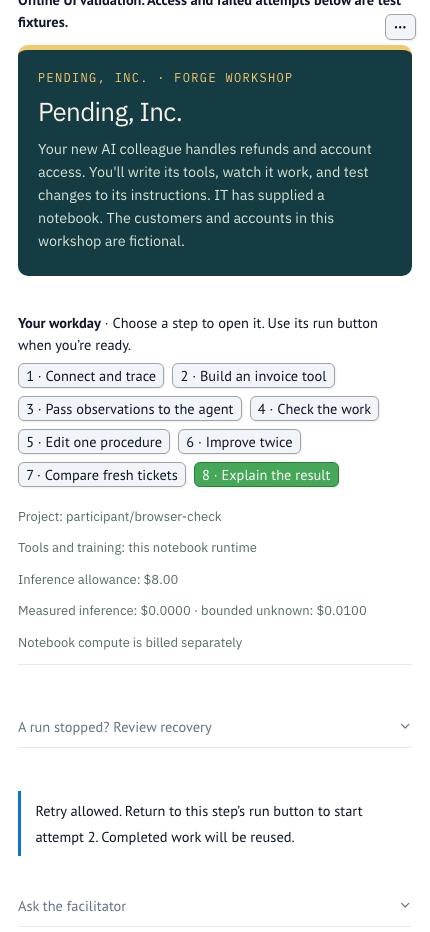 Online UI validation. Access and failed attempts below are test
fixtures.
PENDING, INC. · FORGE WORKSHOP
Pending, Inc.
Your new AI colleague handles refunds and account
access. You'll write its tools, watch it work, and test
changes to its instructions. IT has supplied a
notebook. The customers and accounts in this
workshop are fictional.
Your workday · Choose a step to open it. Use its run button
when you're ready.
1 · Connect and trace
2 · Build an invoice tool
3 · Pass observations to the agent
4 · Check the work
5 · Edit one procedure
6 · Improve twice
7 · Compare fresh tickets
8 · Explain the result
Project: participant/browser-check
Tools and training: this notebook runtime
Inference allowance: $8.00
Measured inference: $0.0000 · bounded unknown: $0.0100
Notebook compute is billed separately
A run stopped? Review recovery
Retry allowed. Return to this step's run button to start
attempt 2. Completed work will be reused.
Ask the facilitator